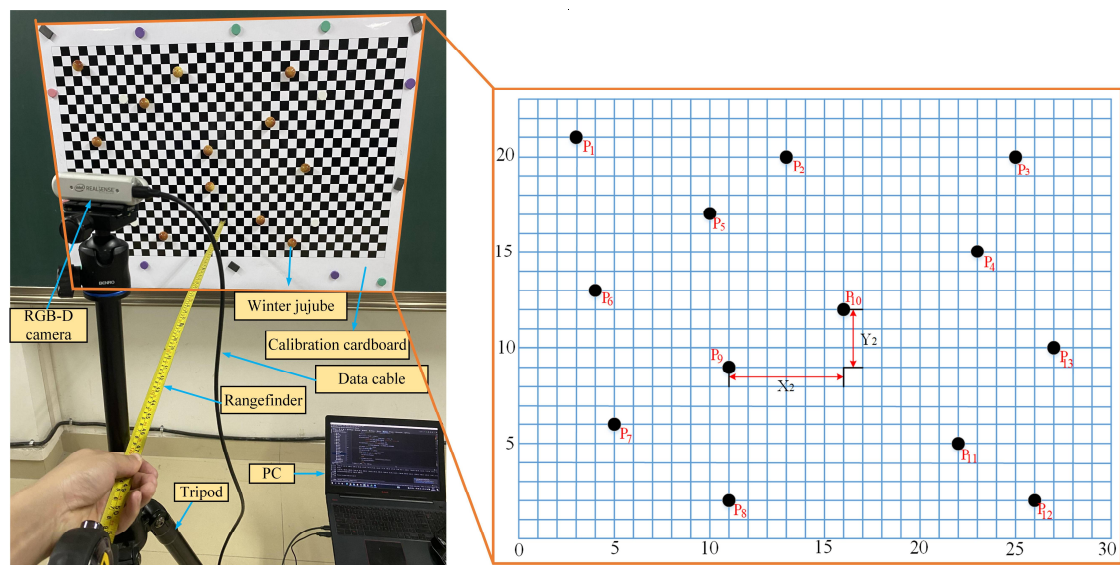 REALSENSE
BENRO
RGB-D
camera
Winter jujube
Calibration cardboard
Data cable
Rangefinder
PC
Tripod
20
15
10
5
0
5
10
15
20
25
30
P1
P2
P3
P5
P4
P6
P10
Y2
P9
X2
P13
P7
P11
P8
P12